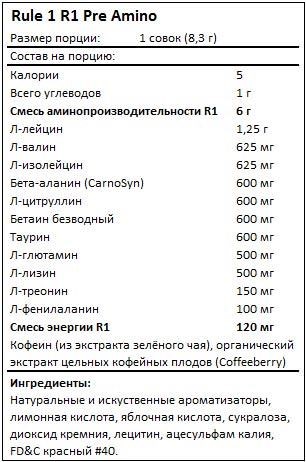 Rule 1 R1 Pre Amino
Размер порции: 1 совок (8,3 г)
Состав на порцию:
Калории 5
Всего углеводов 1 г
Смесь аминопроизводительности R1 6 г
Л-лейцин 1,25 г
Л-валин 625 мг
Л-изолейцин 625 мг
Бета-аланин (CarnoSyn) 600 мг
Л-цитруллин 600 мг
Бетаин безводный 600 мг
Таурин 600 мг
Л-глютамин 500 мг
Л-лизин 500 мг
Л-треонин 150 мг
Л-фенилаланин 100 мг
Смесь энергии R1 120 мг
Кофеин (из экстракта зелёного чая), органический
экстракт цельных кофейных плодов (Coffeeberry)
Ингредиенты:
Натуральные и искуственные ароматизаторы,
лимонная кислота, яблочная кислота, сукралоза,
диоксид кремния, лецитин, ацесульфам калия,
FD&C красный #40.